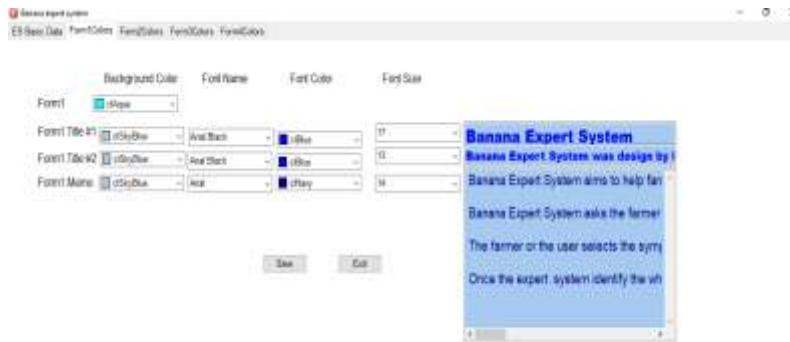 Banana expert system
ES Basic Data Form1Colors Form2Colors Form3Colors Form4Colors
Background Color Font Name Font Color Font Size
Form1 clAqua
Form1 Title #1 clSkyBlue Arial Black clBlue 17
Form1 Title #2 clSkyBlue Arial Black clBlue
Form1 Memo clSkyBlue Arial clNavy 14
Save Exit
Banana Expert System
Banana Expert System was design by
Banana Expert System aims to help far
Banana Expert System asks the farmer
The farmer or the user selects the sym
Once the expert system identify the wh